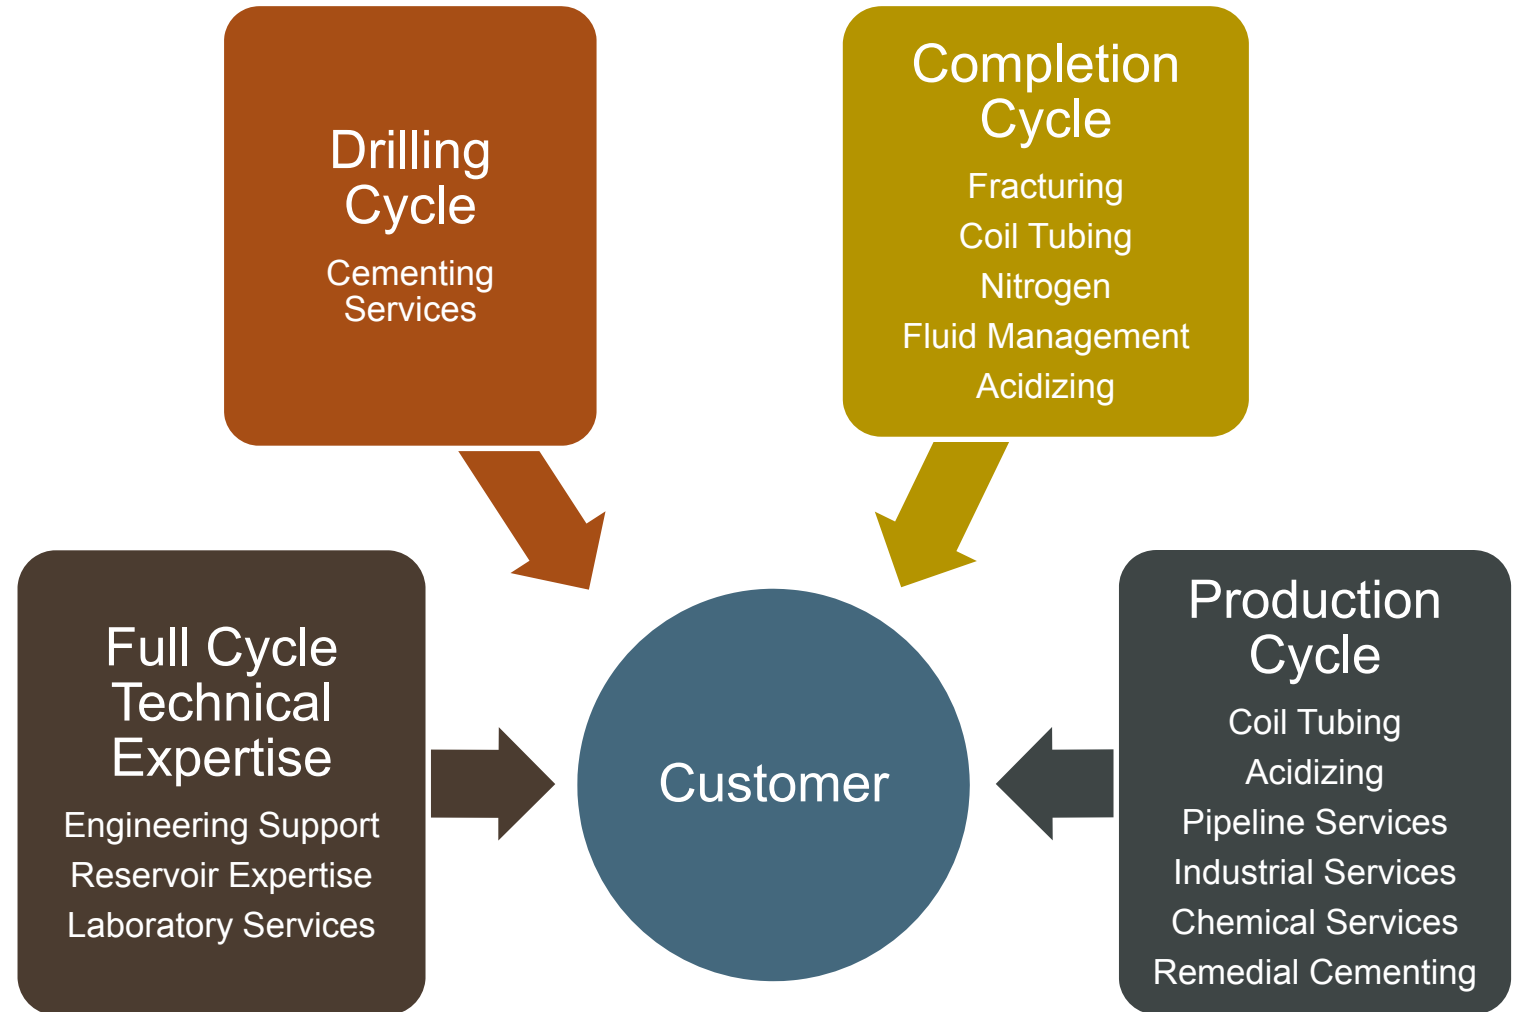 Drilling
Cycle
Cementing
Services
Completion
Cycle
Fracturing
Coil Tubing
Nitrogen
Fluid Management
Acidizing
Full Cycle
Technical
Expertise
Engineering Support
Reservoir Expertise
Laboratory Services
Customer
Production
Cycle
Coil Tubing
Acidizing
Pipeline Services
Industrial Services
Chemical Services
Remedial Cementing